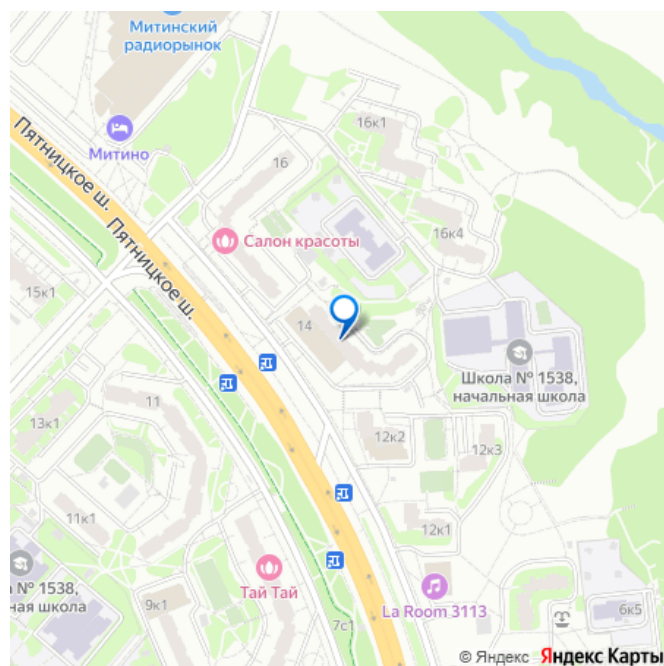 Митинский
радиорынок
Митино
Пятницкое ш.
Пятницкое ш.
16к1
16
16к4
Салон красоты
15к1
14
Школа № 1538,
начальная школа
11
13к1
12к2
12к3
11к1
12к1
Тай Тай
№ 1538,
ная школа
9к1
7с1
La Room 3113
6к5
© Яндекс Яндекс Карты